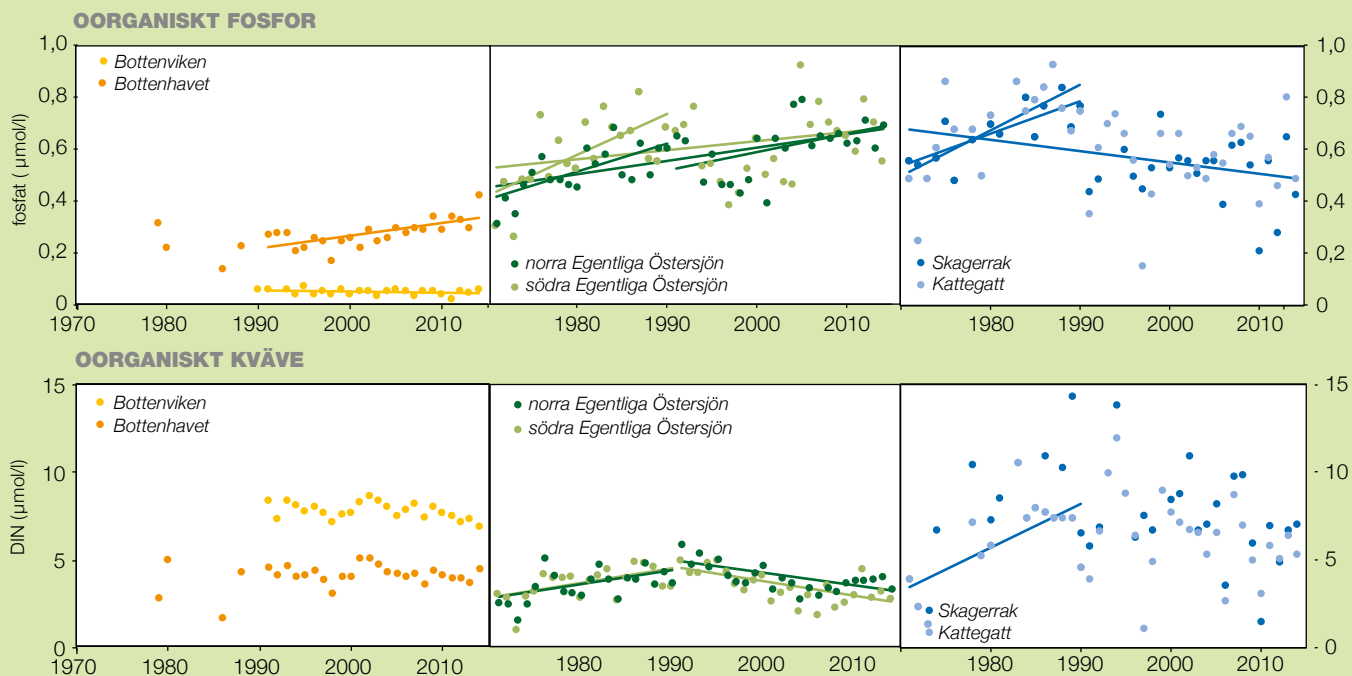 OORGANISKT FOSFOR
fosfat ( µmol/l)
1,0
0,8
0,6
0,4
0,2
0
Bottenviken
Bottenhavet
norra Egentliga Östersjön
södra Egentliga Östersjön
Skagerrak
Kattegatt
1,0
0,8
0,6
0,4
0,2
0
1970 1980 1990 2000 2010 1980 1990 2000 2010 1980 1990 2000 2010
OORGANISKT KVÄVE
DIN (µmol/l)
15
10
5
0
Bottenviken
Bottenhavet
norra Egentliga Östersjön
södra Egentliga Östersjön
Skagerrak
Kattegatt
15
10
5
0
1970 1980 1990 2000 2010 1980 1990 2000 2010 1980 1990 2000 2010